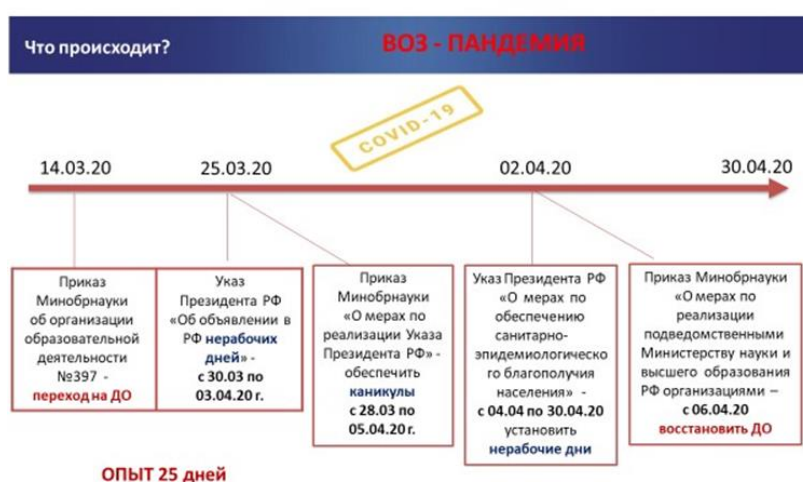 Что происходит?
ВОЗ - ПАНДЕМИЯ
COVID-19
14.03.20
25.03.20
02.04.20
30.04.20
Приказ
Минобрнауки
об организации
образовательной
деятельности
№397 -
переход на ДО
Указ
Президента РФ
«Об объявлении в
РФ нерабочих
дней» -
с 30.03 по
03.04.20 г.
Приказ
Минобрнауки
«О мерах по
реализации Указа
Президента РФ» -
обеспечить
каникулы
с 28.03 по
05.04.20 г.
Указ Президента РФ
«О мерах по
обеспечению
санитарно-
эпидемиологическо
го благополучия
населения» -
с 04.04 по 30.04.20
установить
нерабочие дни
Приказ Минобрнауки
«О мерах по
реализации
подведомственными
Министерству науки и
высшего образования
РФ организациями –
с 06.04.20
восстановить ДО
ОПЫТ 25 дней